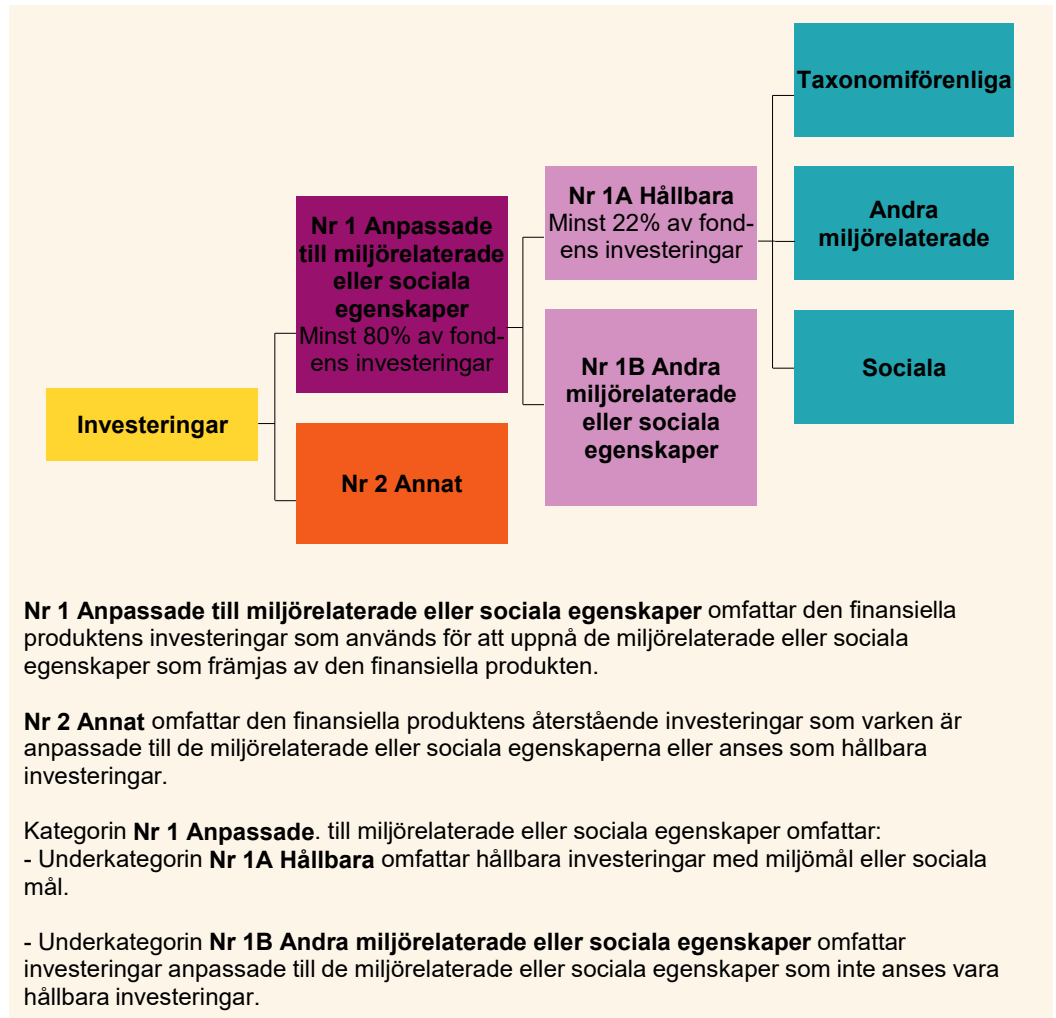 Taxonomiförenliga
Nr 1A Hållbara
Minst 22% av fond-
ens investeringar
Andra
miljörelaterade
Nr 1 Anpassade
till miljörelaterade
eller sociala
egenskaper
Minst 80% av fond-
ens investeringar
Nr 1B Andra
miljörelaterade
eller sociala
egenskaper
Sociala
Investeringar
Nr 2 Annat
Nr 1 Anpassade till miljörelaterade eller sociala egenskaper omfattar den finansiella
produktens investeringar som används för att uppnå de miljörelaterade eller sociala
egenskaper som främjas av den finansiella produkten.
Nr 2 Annat omfattar den finansiella produktens återstående investeringar som varken är
anpassade till de miljörelaterade eller sociala egenskaperna eller anses som hållbara
investeringar.
Kategorin Nr 1 Anpassade. till miljörelaterade eller sociala egenskaper omfattar:
- Underkategorin Nr 1A Hållbara omfattar hållbara investeringar med miljömål eller sociala
mål.
- Underkategorin Nr 1B Andra miljörelaterade eller sociala egenskaper omfattar
investeringar anpassade till de miljörelaterade eller sociala egenskaper som inte anses vara
hållbara investeringar.